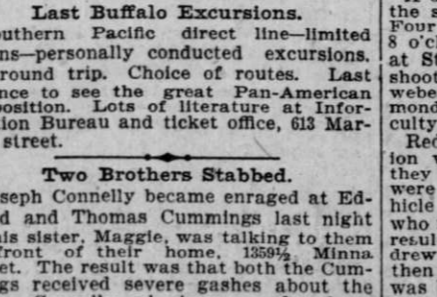 Last Buffalo Excursions.
outhern Pacific direct line—limited
ns—personally conducted excursions.
round trip. Choice of routes. Last
nce to see the great Pan-American
position. Lots of literature at Infor-
ion Bureau and ticket office, 613 Mar-
street.
Two Brothers Stabbed.
seph Connelly became enraged at Ed-
d and Thomas Cummings last night
his sister, Maggie, was talking to them
front of their home, 1359½ Minna
et. The result was that both the Cum-
gs received severe gashes about the
the s
Four
8 o'c
at St
shoot
webe
mond
culty
Rec
ion v
they
were
hicle
who
resul
drew
then
was